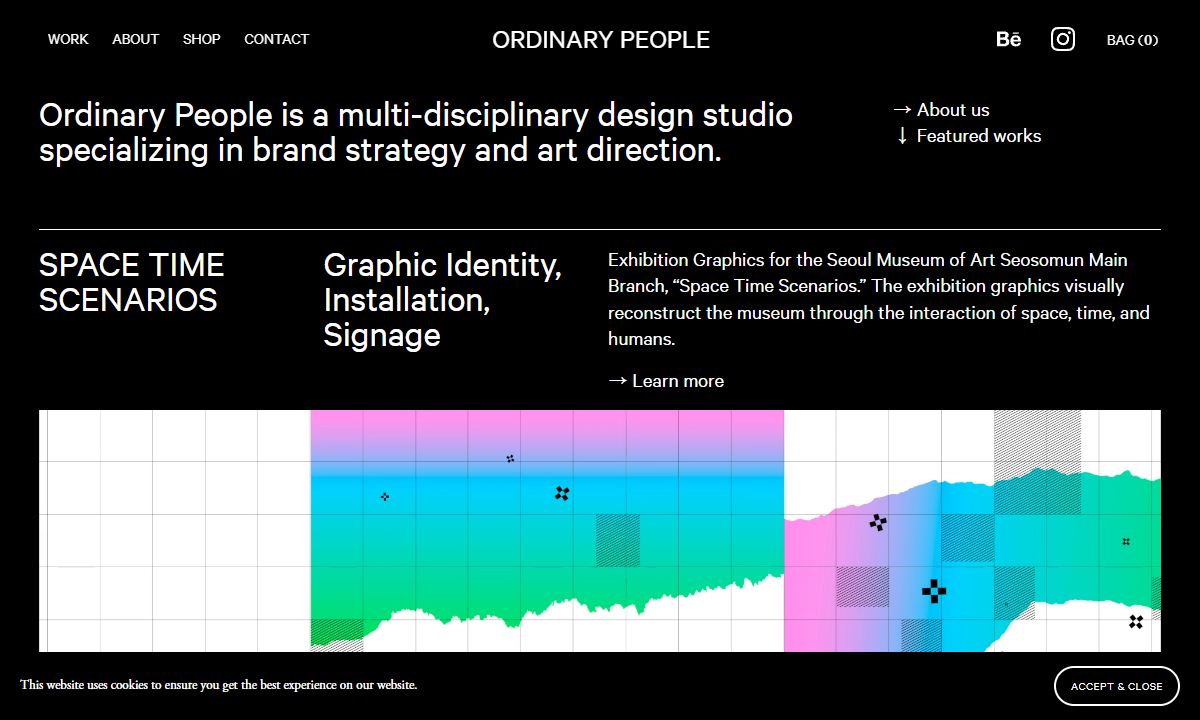 WORK ABOUT SHOP CONTACT
ORDINARY PEOPLE
Bē
BAG (0)
Ordinary People is a multi-disciplinary design studio
specializing in brand strategy and art direction.
→ About us
↓ Featured works
SPACE TIME
SCENARIOS
Graphic Identity,
Installation,
Signage
Exhibition Graphics for the Seoul Museum of Art Seosomun Main
Branch, “Space Time Scenarios.” The exhibition graphics visually
reconstruct the museum through the interaction of space, time, and
humans.
→ Learn more
This website uses cookies to ensure you get the best experience on our website.
ACCEPT & CLOSE